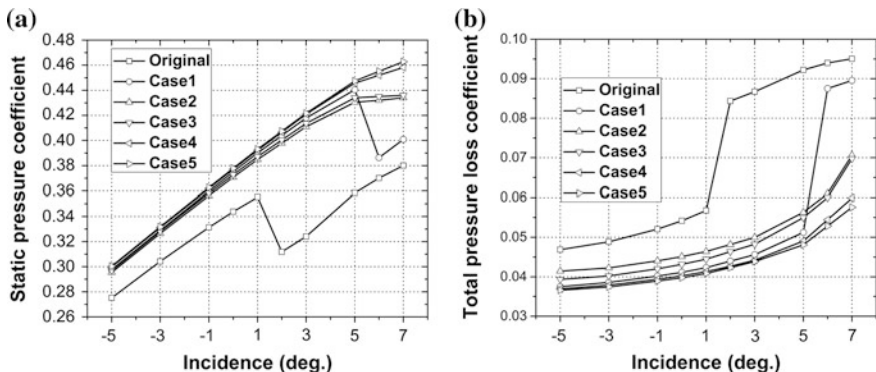 (a)
Static pressure coefficient
0.48
0.46
0.44
0.42
0.40
0.38
0.36
0.34
0.32
0.30
0.28
0.26
Original
Case1
Case2
Case3
Case4
Case5
-5 -3 -1 1 3 5 7
Incidence (deg.)
(b)
Total pressure loss coefficient
0.10
0.09
0.08
0.07
0.06
0.05
0.04
0.03
Original
Case1
Case2
Case3
Case4
Case5
-5 -3 -1 1 3 5 7
Incidence (deg.)